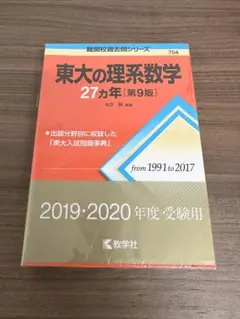 難関校過去問シリーズ
704
東大の理系数学
27カ年［第9版］
編著
●出題分野別に収録した
「東大入試問題事典」
from 1991 to 2017
2019・2020年度受験用
教学社